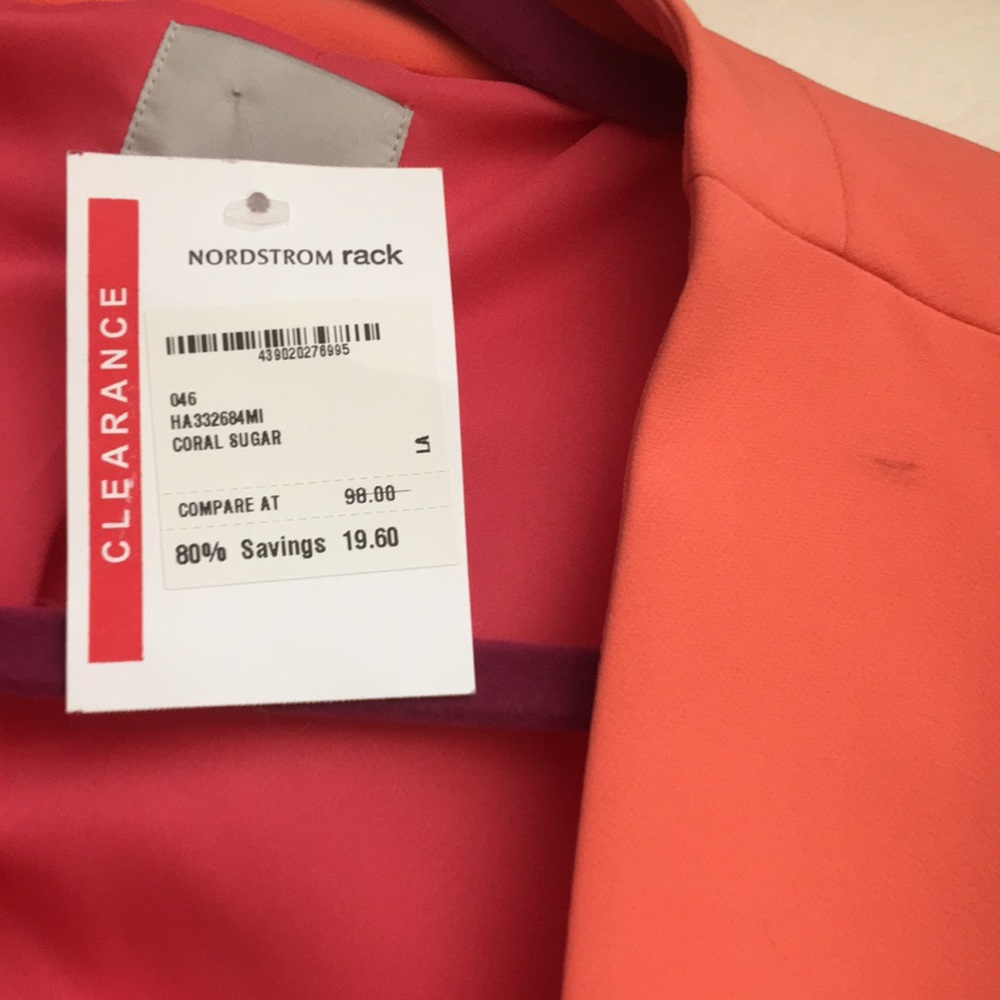 NORDSTROM rack
CLEARANCE
439020276995
046
HA332684MI
CORAL SUGAR
LA
COMPARE AT 98.00
80% Savings 19.60